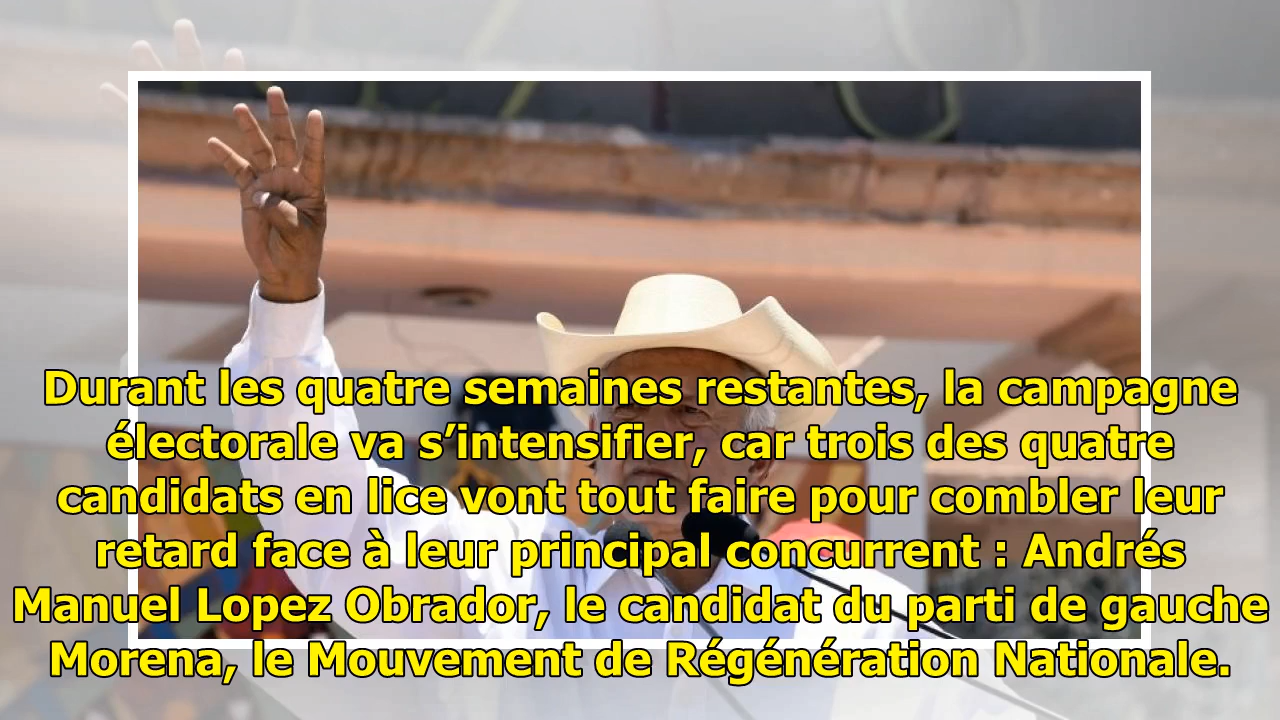 Durant les quatre semaines restantes, la campagne
électorale va s’intensifier, car trois des quatre
candidats en lice vont tout faire pour combler leur
retard face à leur principal concurrent : Andrés
Manuel Lopez Obrador, le candidat du parti de gauche
Morena, le Mouvement de Régénération Nationale.